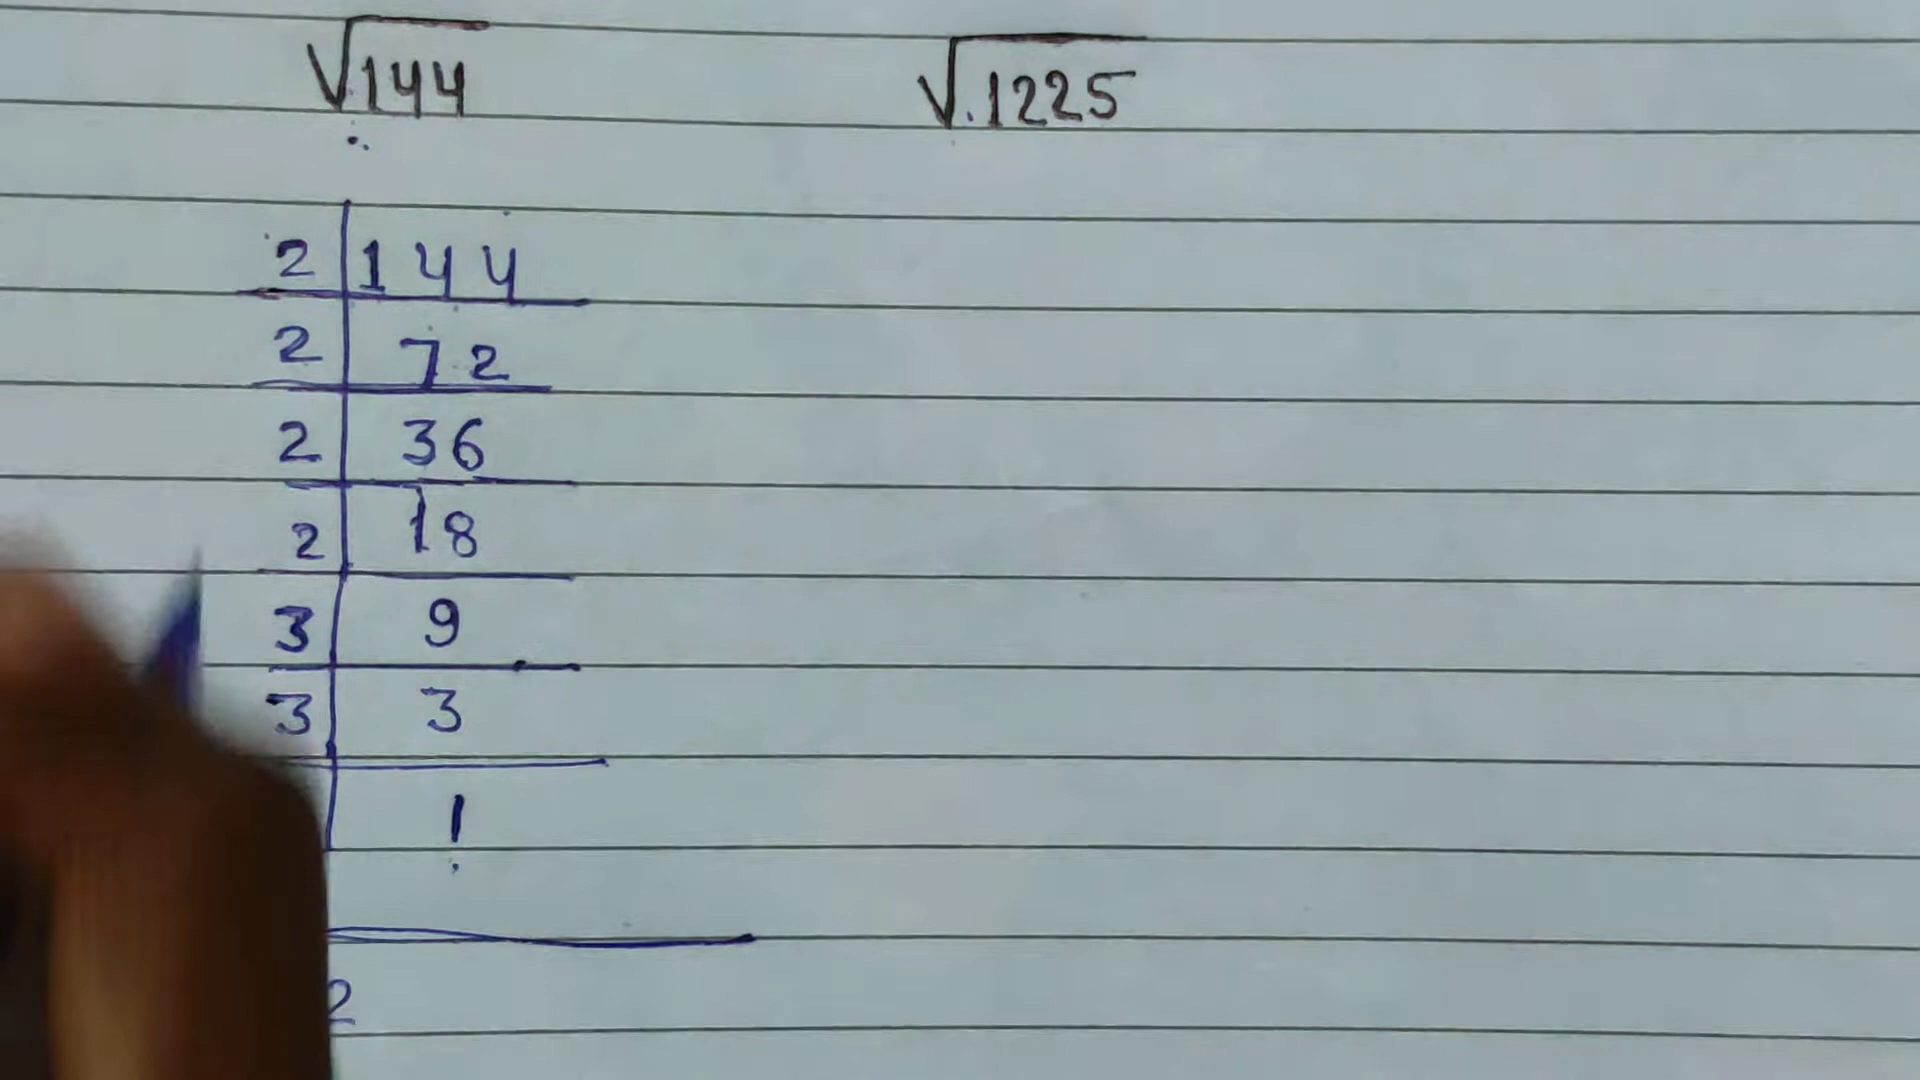 √144 √.1225
2 | 144
2 | 72
2 | 36
2 | 18
3 | 9
3 | 3
| 1
2